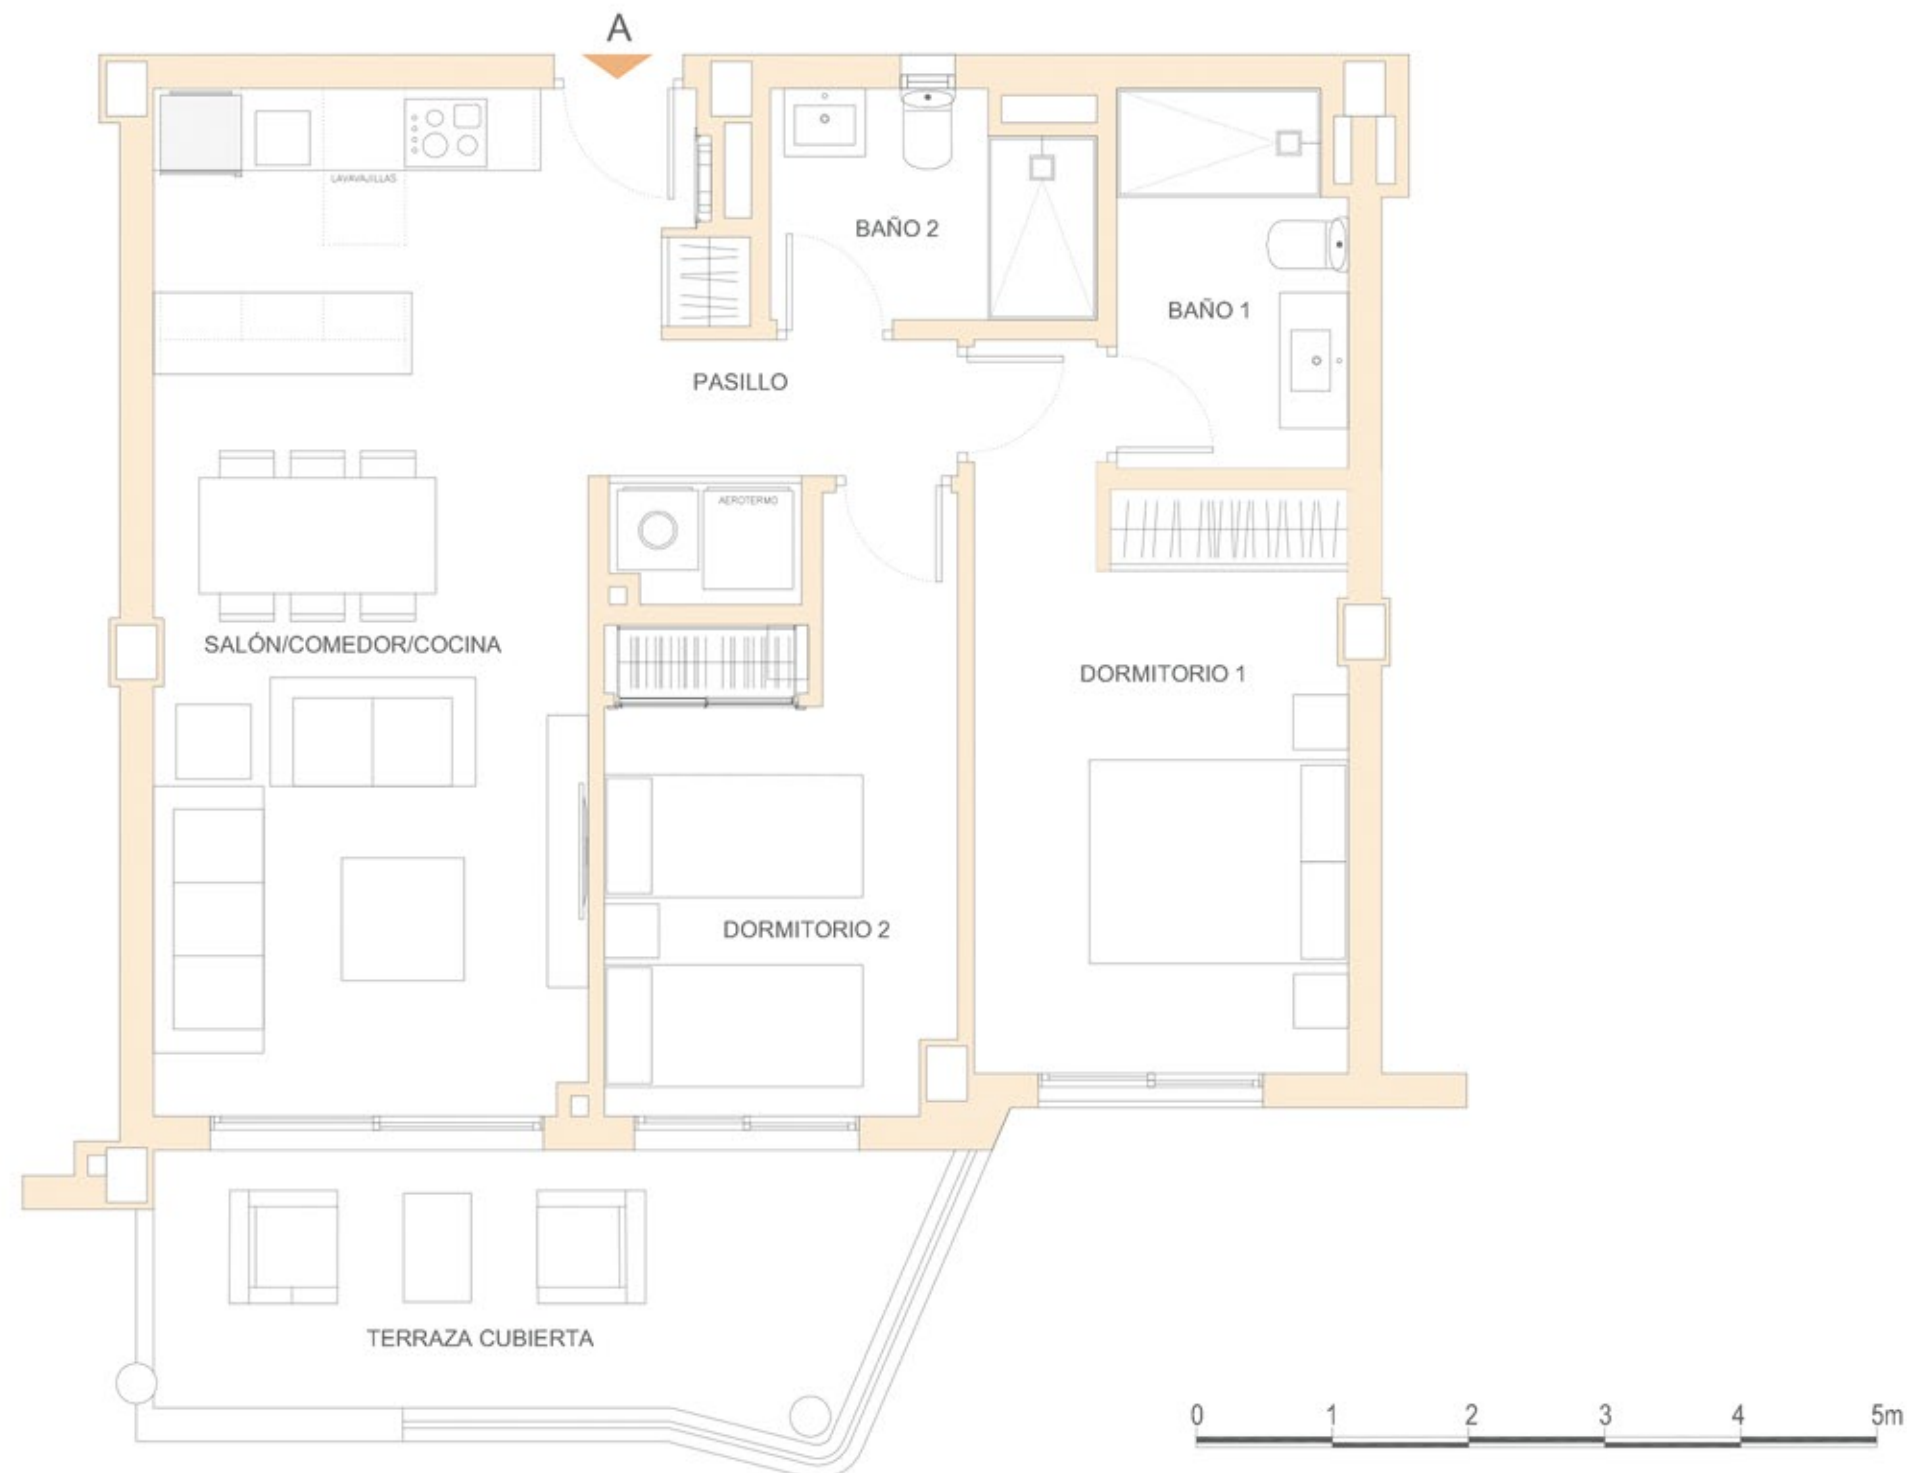 A
LAVAVAJILLAS
BAÑO 2
BAÑO 1
PASILLO
AEROTERMO
SALÓN/COMEDOR/COCINA
DORMITORIO 1
DORMITORIO 2
TERRAZA CUBIERTA
0 1 2 3 4 5m